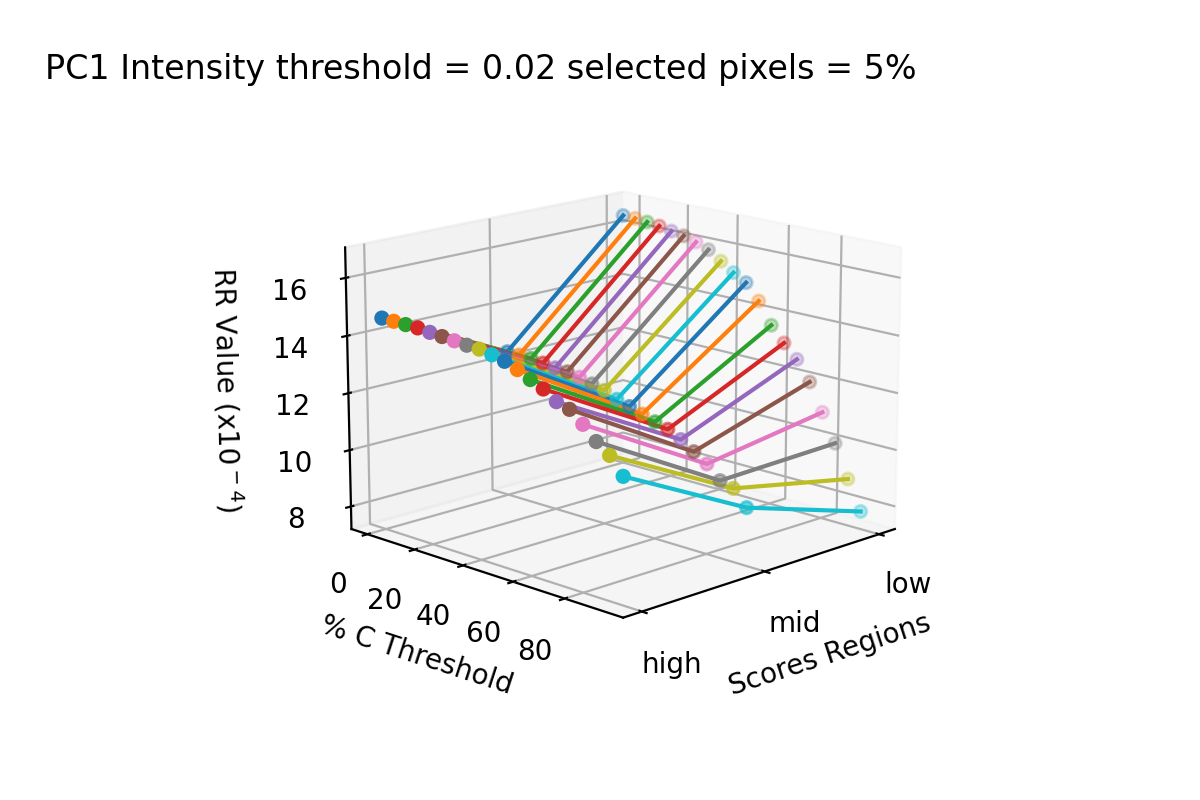 PC1 Intensity threshold = 0.02 selected pixels = 5%
RR Value (x10⁻⁴)
16
14
12
10
8
0
20
40
60
80
% C Threshold
high
mid
low
Scores Regions